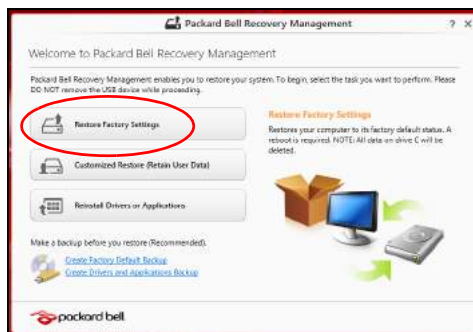 Packard Bell Recovery Management
? X
Welcome to Packard Bell Recovery Management
Packard Bell Recovery Management enables you to restore your system. To begin, select the task you want to perform. Please
DO NOT remove the USB device while proceeding.
Restore Factory Settings
Customized Restore (Retain User Data)
Reinstall Drivers or Applications
Restore Factory Settings
Restores your computer to its factory default status. A
reboot is required. NOTE: All data on drive C will be
deleted.
Make a backup before you restore (Recommended).
Create Factory Default Backup
Create Drivers and Applications Backup
packard bell